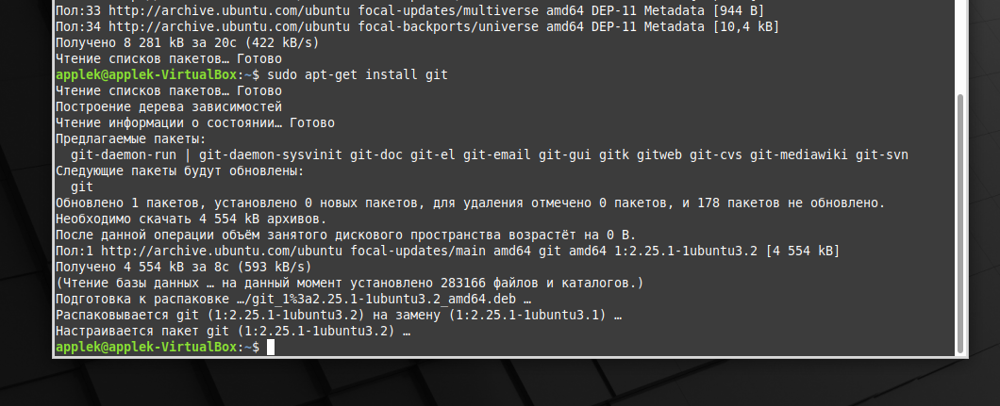 Пол:33 http://archive.ubuntu.com/ubuntu focal-updates/multiverse amd64 DEP-11 Metadata [944 B]
Пол:34 http://archive.ubuntu.com/ubuntu focal-backports/universe amd64 DEP-11 Metadata [10,4 kB]
Получено 8 281 kB за 20с (422 kB/s)
Чтение списков пакетов… Готово
applek@applek-VirtualBox:~$ sudo apt-get install git
Чтение списков пакетов… Готово
Построение дерева зависимостей
Чтение информации о состоянии… Готово
Предлагаемые пакеты:
  git-daemon-run | git-daemon-sysvinit git-doc git-el git-email git-gui gitk gitweb git-cvs git-mediawiki git-svn
Следующие пакеты будут обновлены:
  git
Обновлено 1 пакетов, установлено 0 новых пакетов, для удаления отмечено 0 пакетов, и 178 пакетов не обновлено.
Необходимо скачать 4 554 kB архивов.
После данной операции объём занятого дискового пространства возрастёт на 0 B.
Пол:1 http://archive.ubuntu.com/ubuntu focal-updates/main amd64 git amd64 1:2.25.1-1ubuntu3.2 [4 554 kB]
Получено 4 554 kB за 8с (593 kB/s)
(Чтение базы данных … на данный момент установлено 283166 файлов и каталогов.)
Подготовка к распаковке …/git_1%3a2.25.1-1ubuntu3.2_amd64.deb …
Распаковывается git (1:2.25.1-1ubuntu3.2) на замену (1:2.25.1-1ubuntu3.1) …
Настраивается пакет git (1:2.25.1-1ubuntu3.2) …
applek@applek-VirtualBox:~$